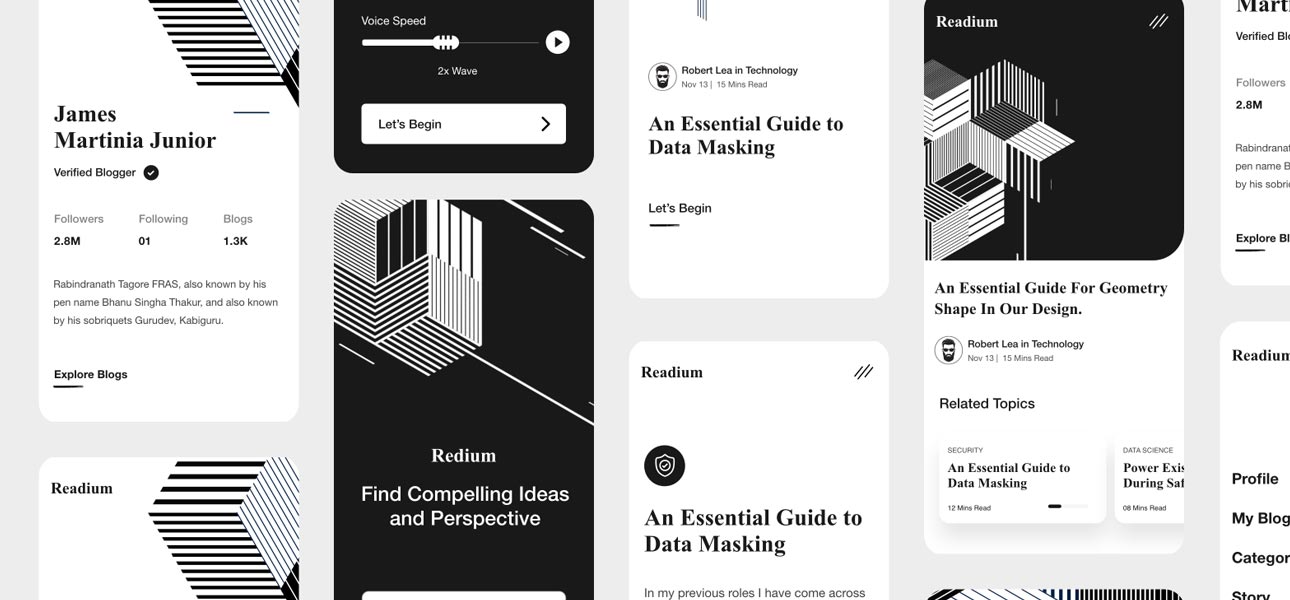 James
Martinia Junior
Verified Blogger
Followers Following Blogs
2.8M 01 1.3K
Rabindranath Tagore FRAS, also known by his
pen name Bhanu Singha Thakur, and also known
by his sobriquets Gurudev, Kabiguru.
Explore Blogs
Readium
Voice Speed
2x Wave
Let's Begin
Redium
Find Compelling Ideas
and Perspective
Robert Lea in Technology
Nov 13 | 15 Mins Read
An Essential Guide to
Data Masking
Let's Begin
Readium
An Essential Guide to
Data Masking
In my previous roles I have come across
Readium
An Essential Guide For Geometry
Shape In Our Design.
Robert Lea in Technology
Nov 13 | 15 Mins Read
Related Topics
SECURITY
An Essential Guide to
Data Masking
12 Mins Read
DATA SCIENCE
Power Exis
During Saf
08 Mins Read
Marti
Verified Blo
Followers
2.8M
Rabindranat
pen name B
by his sobri
Explore Bl
Readium
Profile
My Blog
Categor
Story